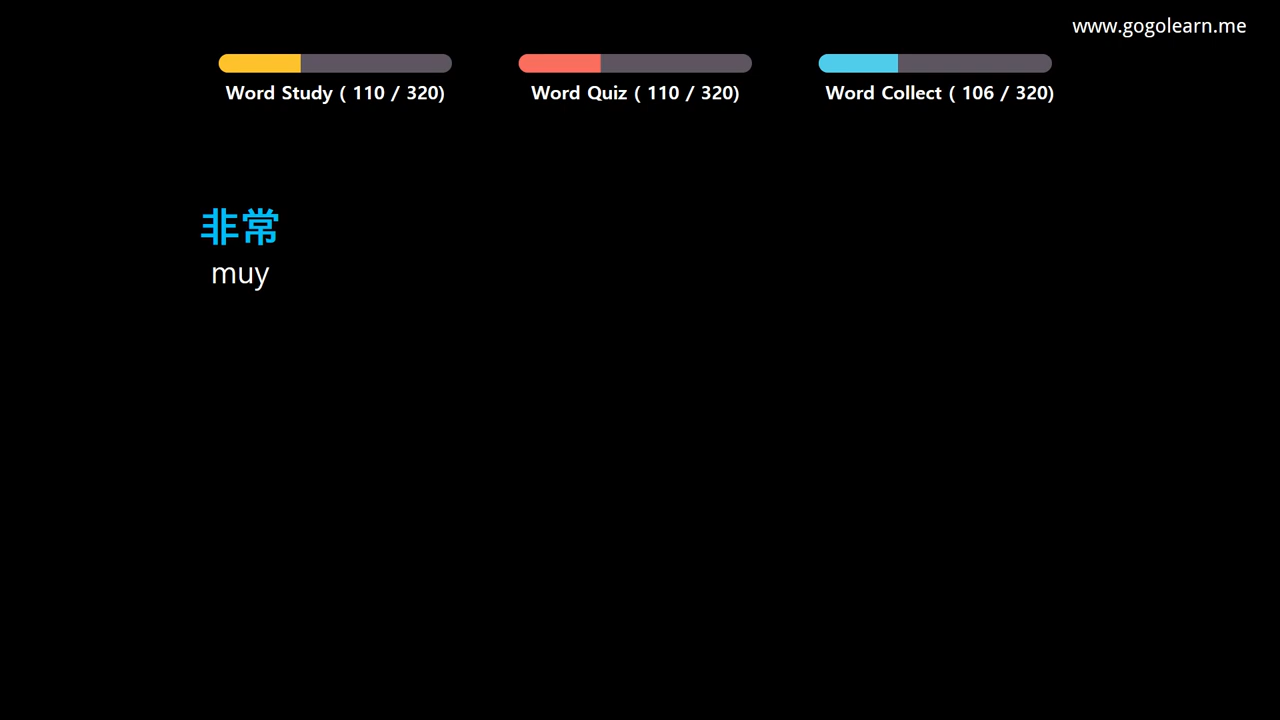 www.gogolearn.me
Word Study ( 110 / 320)
Word Quiz ( 110 / 320)
Word Collect ( 106 / 320)
非常
muy